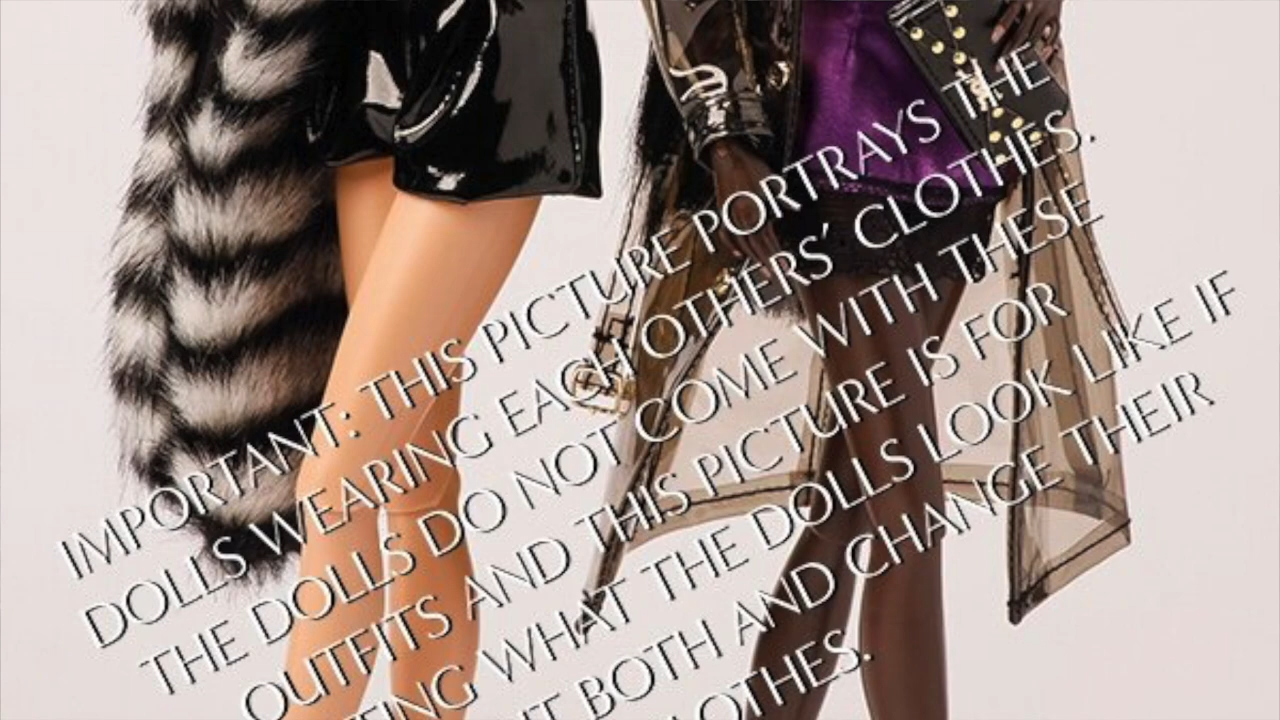 IMPORTANT: THIS PICTURE PORTRAYS THE
DOLLS WEARING EACH OTHERS' CLOTHES.
THE DOLLS DO NOT COME WITH THESE
OUTFITS AND THIS PICTURE IS FOR
WHAT THE DOLLS LOOK LIKE IF
BOTH AND CHANGE THEIR